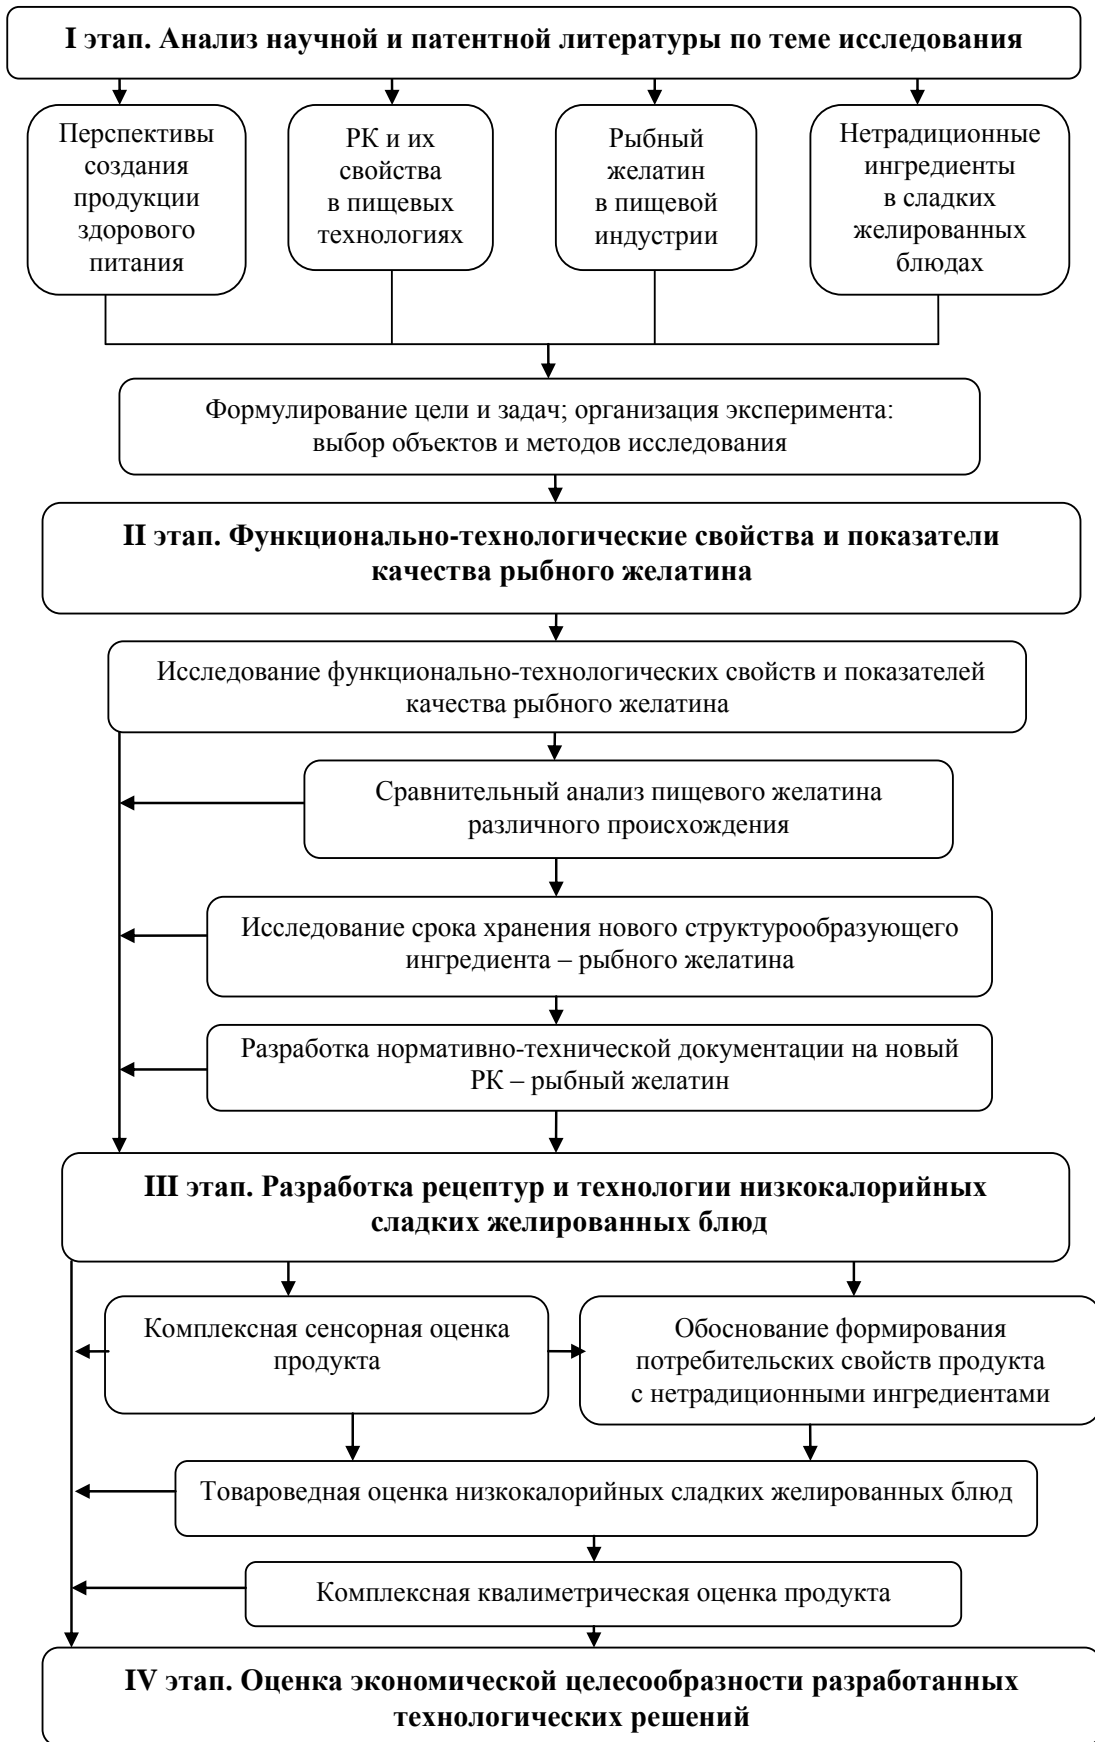 I этап. Анализ научной и патентной литературы по теме исследования
Перспективы
создания
продукции
здорового
питания
РК и их
свойства
в пищевых
технологиях
Рыбный
желатин
в пищевой
индустрии
Нетрадиционные
ингредиенты
в сладких
желированных
блюдах
Формулирование цели и задач; организация эксперимента:
выбор объектов и методов исследования
II этап. Функционально-технологические свойства и показатели
качества рыбного желатина
Исследование функционально-технологических свойств и показателей
качества рыбного желатина
Сравнительный анализ пищевого желатина
различного происхождения
Исследование срока хранения нового структурообразующего
ингредиента – рыбного желатина
Разработка нормативно-технической документации на новый
РК – рыбный желатин
III этап. Разработка рецептур и технологии низкокалорийных
сладких желированных блюд
Комплексная сенсорная оценка
продукта
Обоснование формирования
потребительских свойств продукта
с нетрадиционными ингредиентами
Товароведная оценка низкокалорийных сладких желированных блюд
Комплексная квалиметрическая оценка продукта
IV этап. Оценка экономической целесообразности разработанных
технологических решений